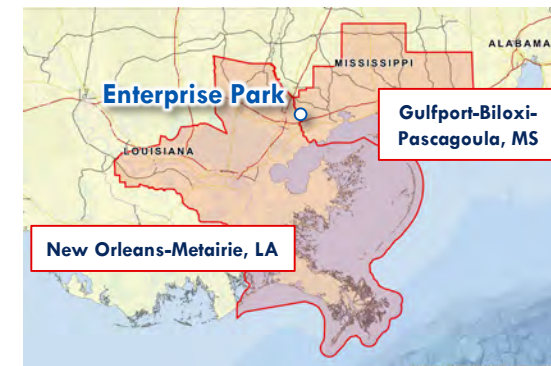 ALABAMA
MISSISSIPPI
Enterprise Park
Gulfport-Biloxi-
Pascagoula, MS
LOUISIANA
New Orleans-Metairie, LA